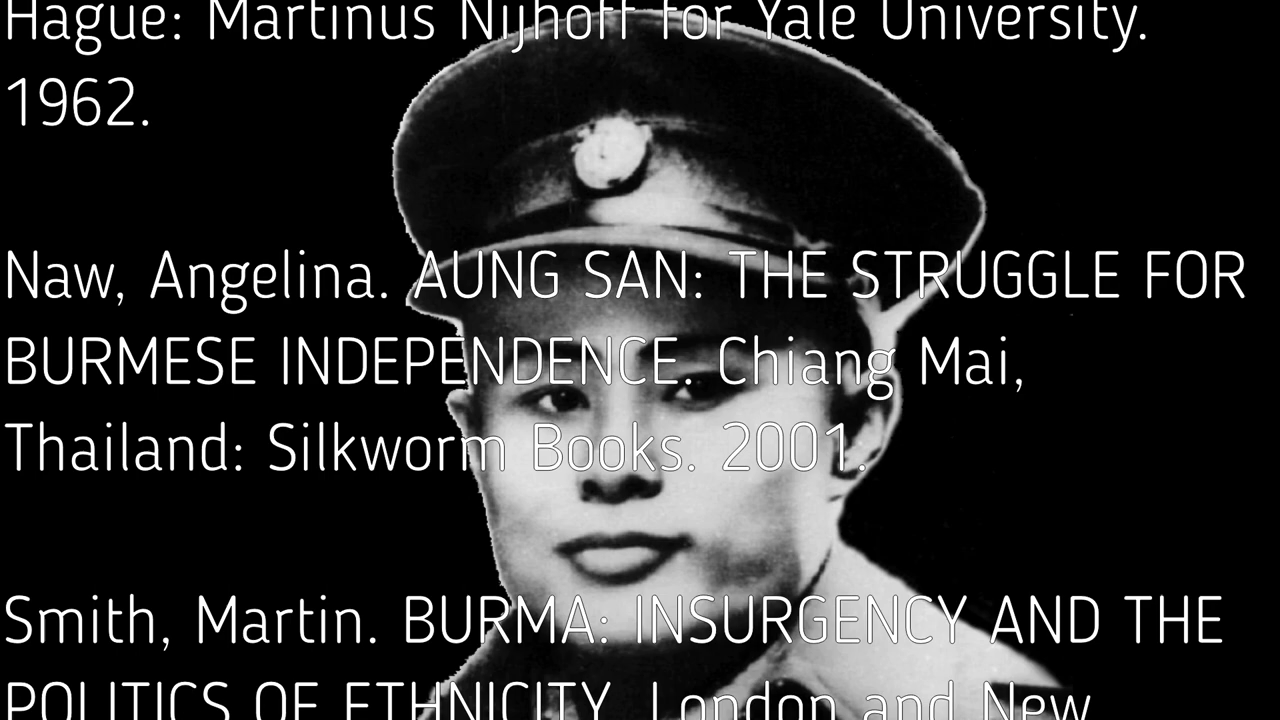 Hague: Martinus Nijhoff for Yale University.
1962.
Naw, Angelina. AUNG SAN: THE STRUGGLE FOR
BURMESE INDEPENDENCE. Chiang Mai,
Thailand: Silkworm Books. 2001.
Smith, Martin. BURMA: INSURGENCY AND THE
POLITICS OF ETHNICITY. London and New